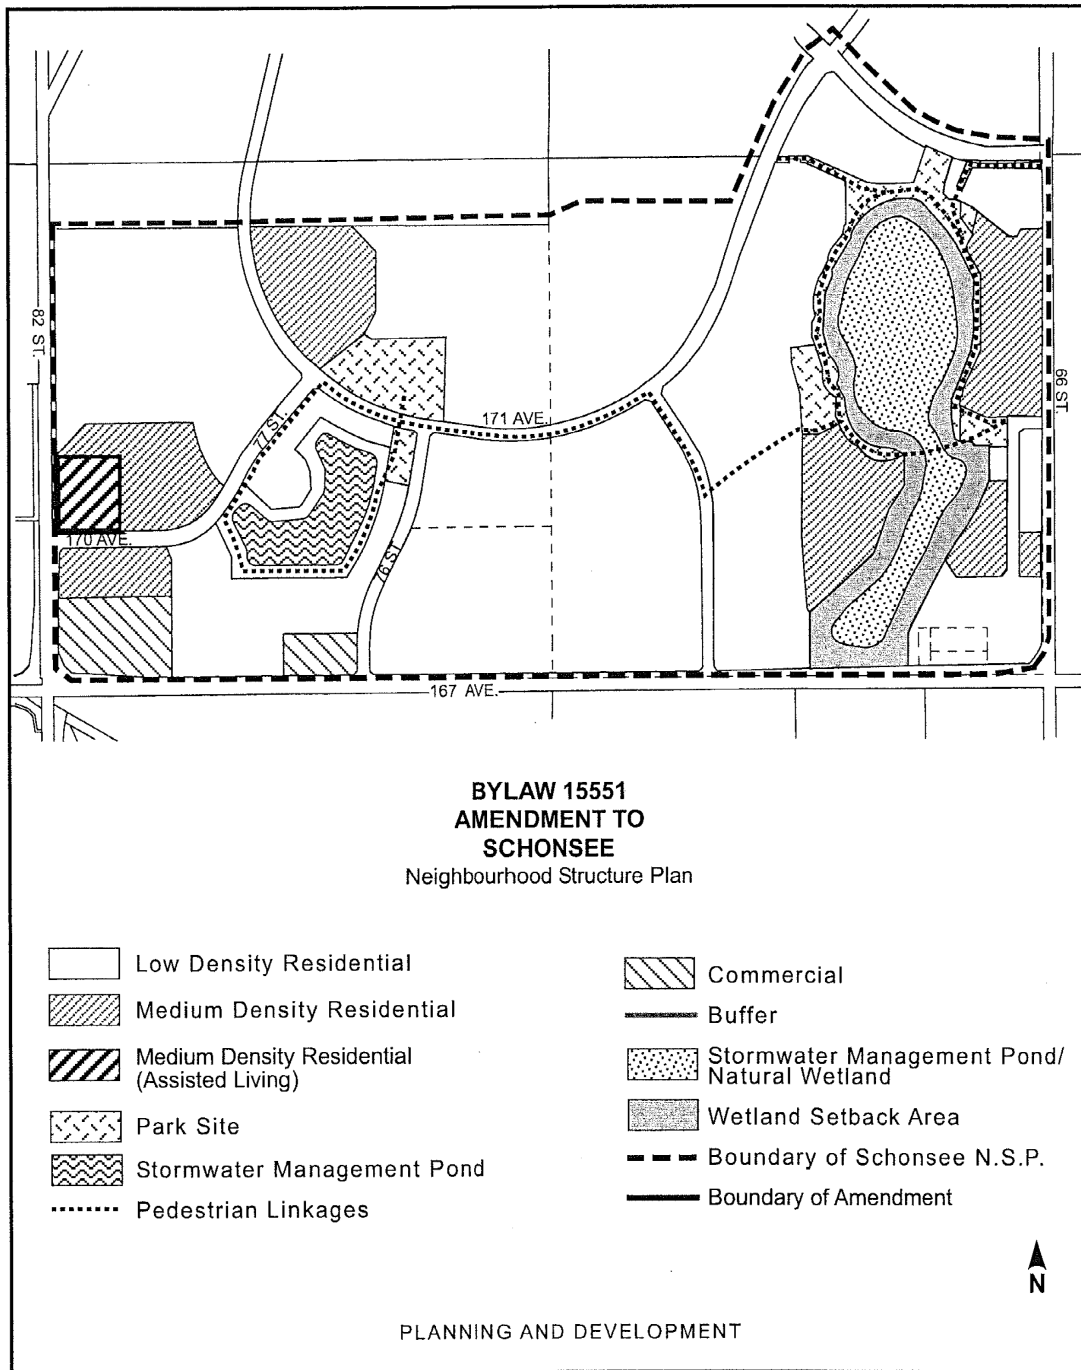 82 ST.
66 ST.
171 AVE.
77 ST.
170 AVE.
76 ST.
167 AVE.
BYLAW 15551
AMENDMENT TO
SCHONSEE
Neighbourhood Structure Plan
Low Density Residential
Medium Density Residential
Medium Density Residential
(Assisted Living)
Park Site
Stormwater Management Pond
Pedestrian Linkages
Commercial
Buffer
Stormwater Management Pond/
Natural Wetland
Wetland Setback Area
Boundary of Schonsee N.S.P.
Boundary of Amendment
N
PLANNING AND DEVELOPMENT